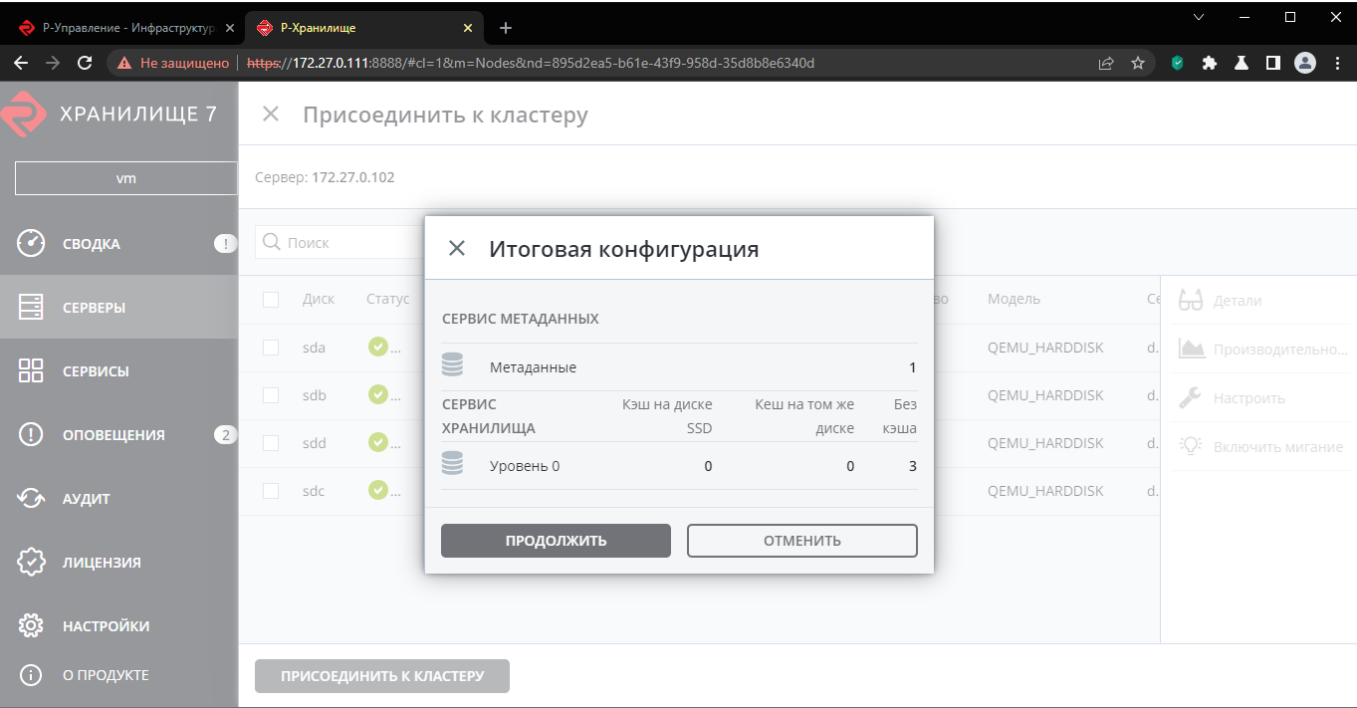 Р-Управление - Инфраструктур
Р-Хранилище
Не защищено
https://172.27.0.111:8888/#cl=1&m=Nodes&nd=895d2ea5-b61e-43f9-958d-35d8b8e6340d
ХРАНИЛИЩЕ 7
vm
СВОДКА !
СЕРВЕРЫ
СЕРВИСЫ
ОПОВЕЩЕНИЯ 2
АУДИТ
ЛИЦЕНЗИЯ
НАСТРОЙКИ
О ПРОДУКТЕ
Присоединить к кластеру
Сервер: 172.27.0.102
Поиск
Диск Статус во Модель Се
sda ... QEMU_HARDDISK d.
sdb ... QEMU_HARDDISK d.
sdd ... QEMU_HARDDISK d.
sdc ... QEMU_HARDDISK d.
Детали
Производительно...
Настроить
Включить мигание
Итоговая конфигурация
СЕРВИС МЕТАДАННЫХ
Метаданные 1
СЕРВИС Кэш на диске Кеш на том же Без
ХРАНИЛИЩА SSD диске кэша
Уровень 0 0 0 3
ПРОДОЛЖИТЬ ОТМЕНИТЬ
ПРИСОЕДИНИТЬ К КЛАСТЕРУ